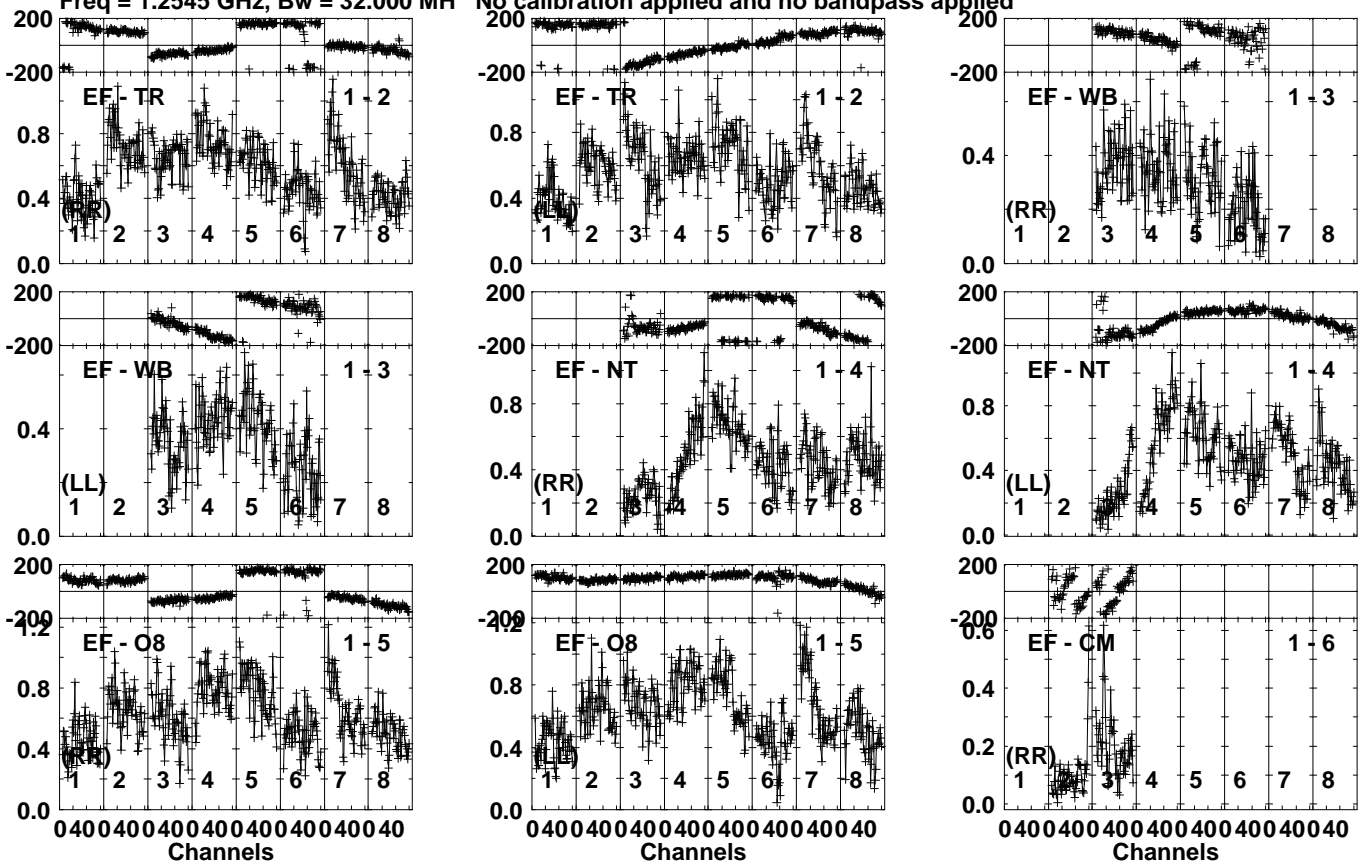 Freq = 1.2545 GHz, Bw = 32.000 MH No calibration applied and no bandpass applied
200 200 200
-200 -200 -200
EF - TR 1 - 2 EF - TR 1 - 2 EF - WB 1 - 3
0.8 0.8 0.4
0.4 0.4
(RR) (LL) (RR)
1 2 3 4 5 6 7 8 1 2 3 4 5 6 7 8 1 2 3 4 5 6 7 8
0.0 0.0 0.0
200 200 200
-200 -200 -200
EF - WB 1 - 3 EF - NT 1 - 4 EF - NT 1 - 4
0.4 0.8 0.8
0.4 0.4
(LL) (RR) (LL)
1 2 3 4 5 6 7 8 1 2 3 4 5 6 7 8 1 2 3 4 5 6 7 8
0.0 0.0 0.0
200 200 200
-200 -200 -200
1.2 1.2 0.6
EF - O8 1 - 5 EF - O8 1 - 5 EF - CM 1 - 6
0.8 0.8 0.4
0.4 0.4 0.2
(RR) (LL) (RR)
1 2 3 4 5 6 7 8 1 2 3 4 5 6 7 8 1 2 3 4 5 6 7 8
0.0 0.0 0.0
0 40 0 40 0 40 0 40 0 40 0 40 0 40 0 40 0 40 0 40 0 40 0 40 0 40 0 40 0 40 0 40 0 40 0 40 0 40 0 40 0 40 0 40 0 40 0 40
Channels Channels Channels